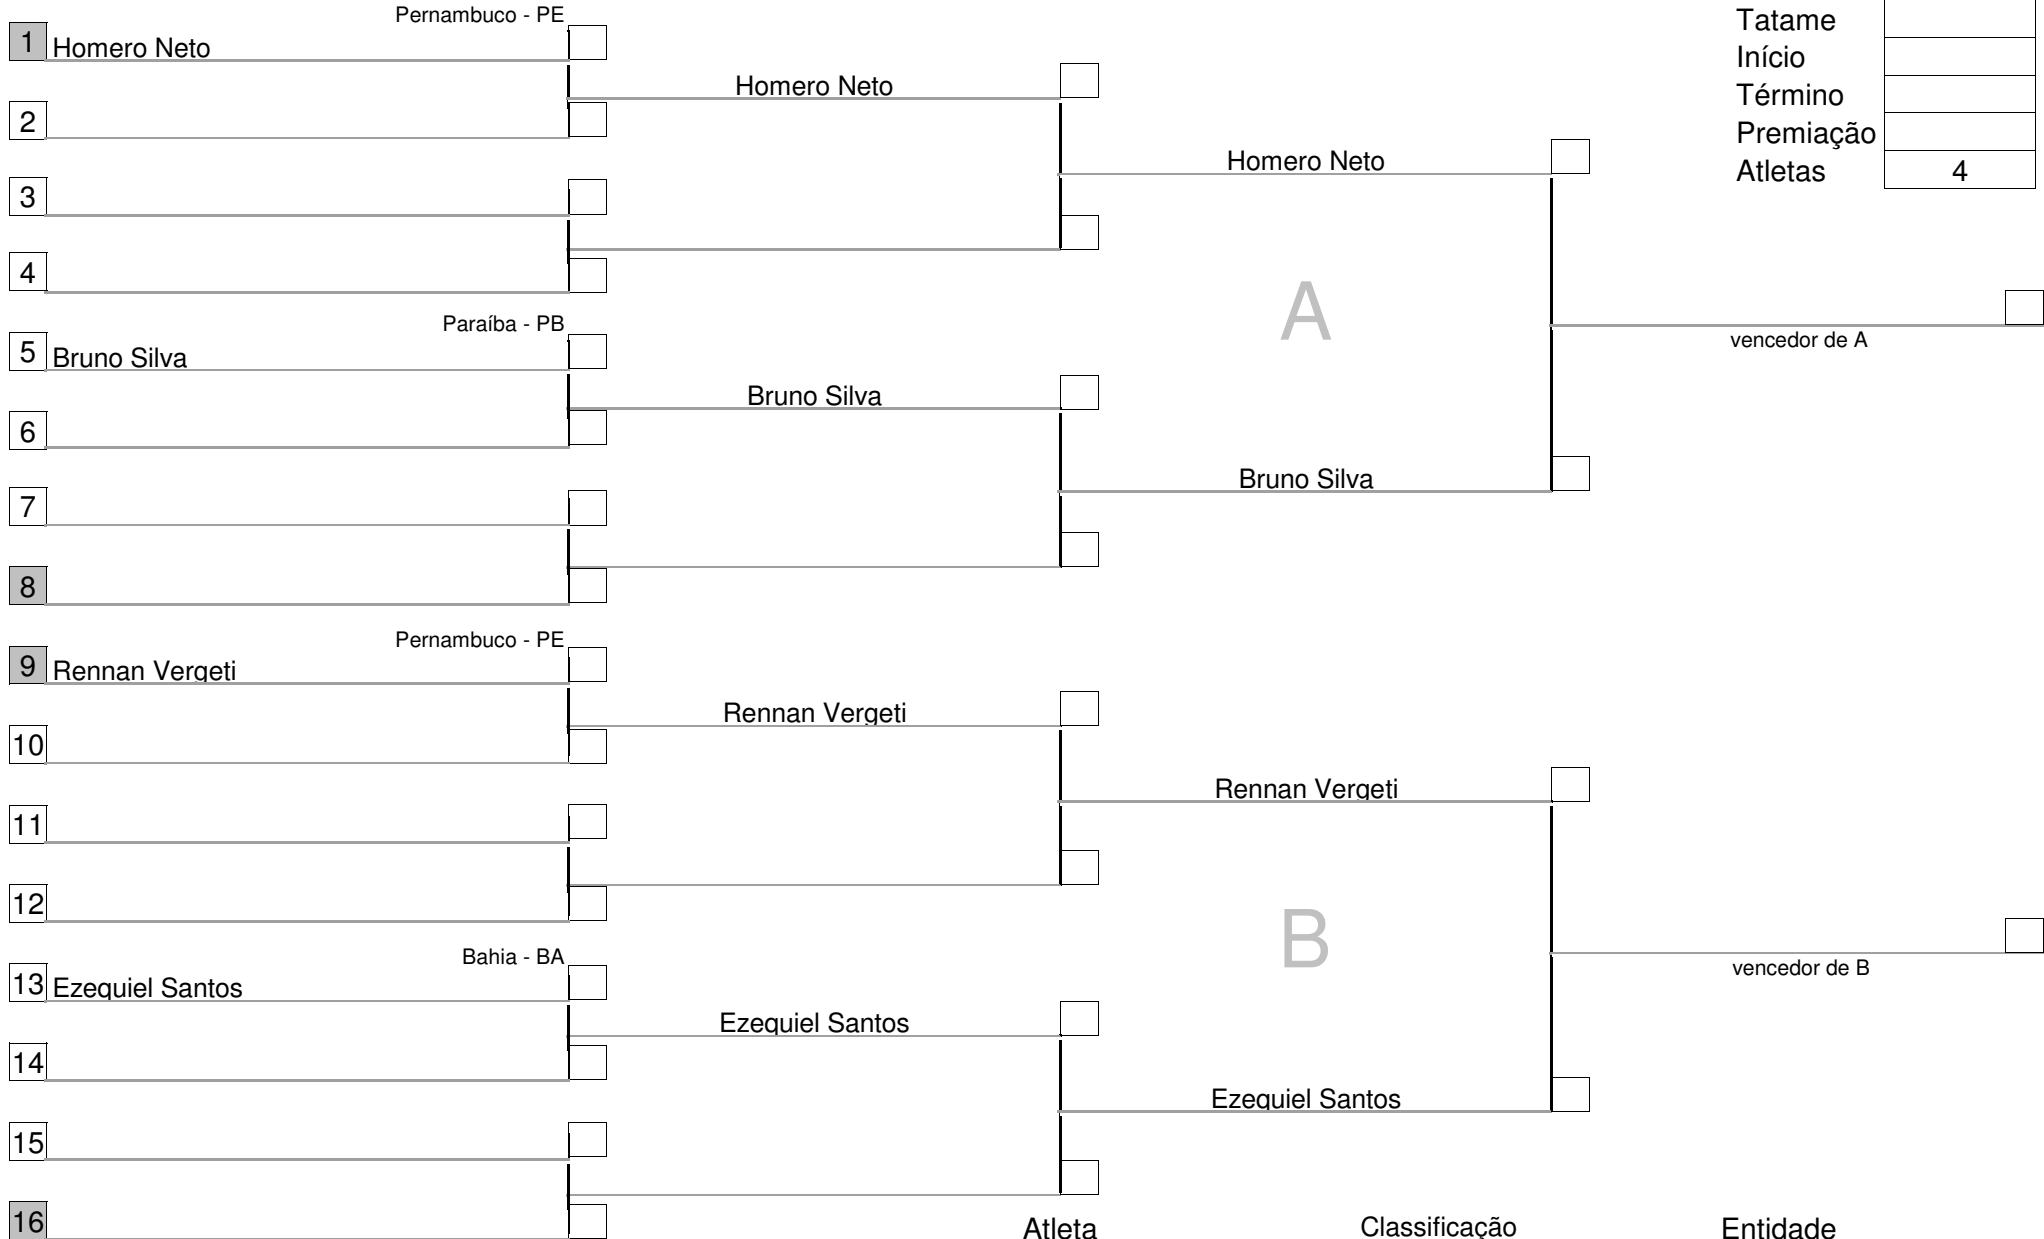 Pernambuco - PE
1 Homero Neto
Homero Neto
2
Homero Neto
3
4
Tatame
Início
Término
Premiação
Atletas 4
A
vencedor de A
Paraíba - PB
5 Bruno Silva
Bruno Silva
6
Bruno Silva
7
8
Pernambuco - PE
9 Rennan Vergeti
Rennan Vergeti
10
Rennan Vergeti
11
12
B
vencedor de B
Bahia - BA
13 Ezequiel Santos
Ezequiel Santos
14
Ezequiel Santos
15
16
Atleta Classificação Entidade